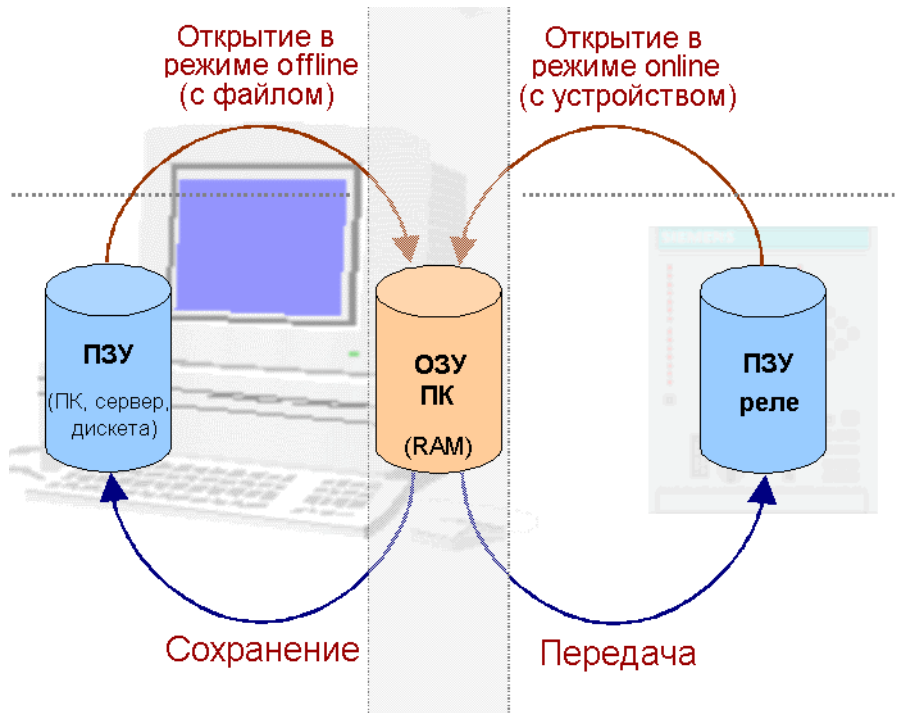 Открытие в
режиме offline
(с файлом)
Открытие в
режиме online
(с устройством)
ПЗУ
(ПК, сервер,
дискета)
ОЗУ
ПК
(RAM)
ПЗУ
реле
Сохранение
Передача